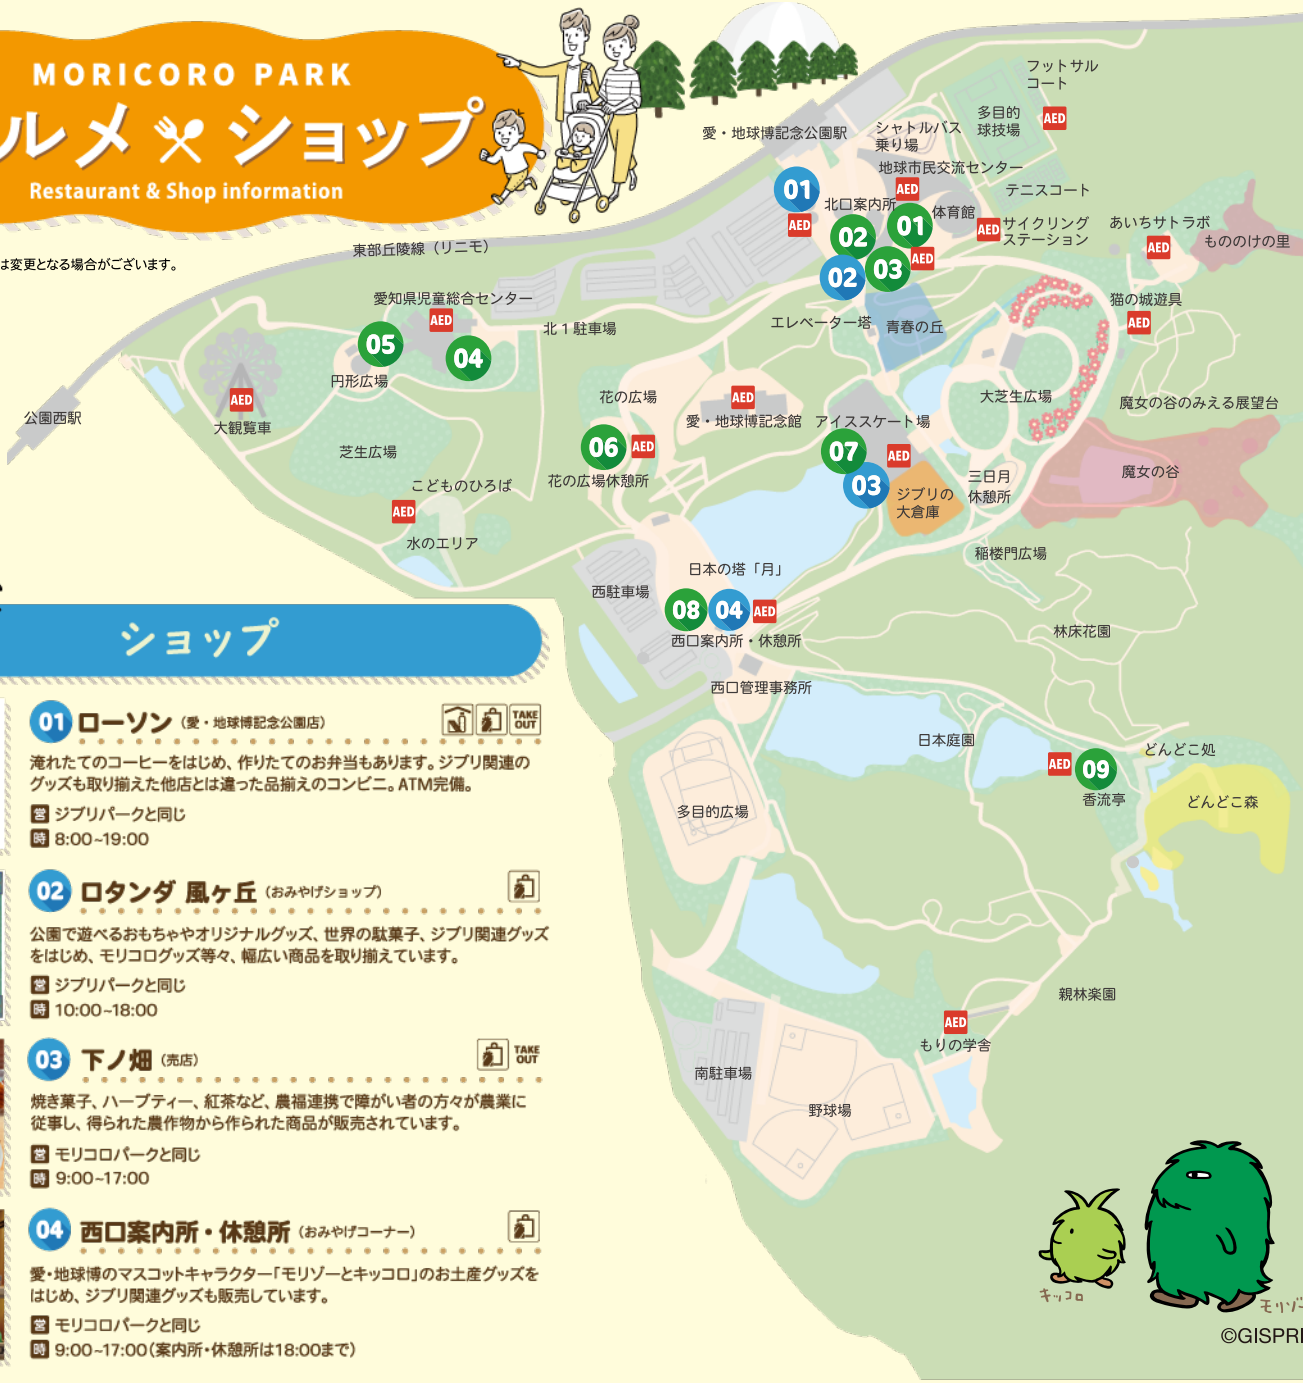 MORICORO PARK
ルメ ショップ
Restaurant & Shop information
は変更となる場合がございます。
フットサル
コート
多目的
球技場
AED
愛・地球博記念公園駅
シャトルバス
乗り場
地球市民交流センター
テニスコート
01
AED
AED
北口案内所
01
体育館
AED
サイクリング
ステーション
あいちサトラボ
AED
もののけの里
東部丘陵線（リニモ）
02
03
AED
02
愛知県児童総合センター
AED
北1駐車場
エレベーター塔
青春の丘
猫の城遊具
AED
05
04
円形広場
AED
公園西駅
大観覧車
花の広場
AED
愛・地球博記念館
アイススケート場
大芝生広場
魔女の谷のみえる展望台
芝生広場
06
AED
07
AED
花の広場休憩所
03
ジブリの
大倉庫
三日月
休憩所
魔女の谷
こどものひろば
AED
水のエリア
稲楼門広場
日本の塔「月」
西駐車場
08
04
AED
西口案内所・休憩所
林床花園
西口管理事務所
日本庭園
どんどこ処
AED
09
香流亭
どんどこ森
多目的広場
親林楽園
AED
もりの学舎
南駐車場
野球場
ショップ
01 ローソン（愛・地球博記念公園店）
TAKE
OUT
淹れたてのコーヒーをはじめ、作りたてのお弁当もあります。ジブリ関連の
グッズも取り揃えた他店とは違った品揃えのコンビニ。ATM完備。
営 ジブリパークと同じ
時 8:00~19:00
02 ロタンダ 風ヶ丘（おみやげショップ）
公園で遊べるおもちゃやオリジナルグッズ、世界の駄菓子、ジブリ関連グッズ
をはじめ、モリコログッズ等々、幅広い商品を取り揃えています。
営 ジブリパークと同じ
時 10:00~18:00
03 下ノ畑（売店）
TAKE
OUT
焼き菓子、ハーブティー、紅茶など、農福連携で障がい者の方々が農業に
従事し、得られた農作物から作られた商品が販売されています。
営 モリコロパークと同じ
時 9:00~17:00
04 西口案内所・休憩所（おみやげコーナー）
愛・地球博のマスコットキャラクター「モリゾーとキッコロ」のお土産グッズを
はじめ、ジブリ関連グッズも販売しています。
営 モリコロパークと同じ
時 9:00~17:00（案内所・休憩所は18:00まで）
キッコロ
モリゾー
©GISPRI